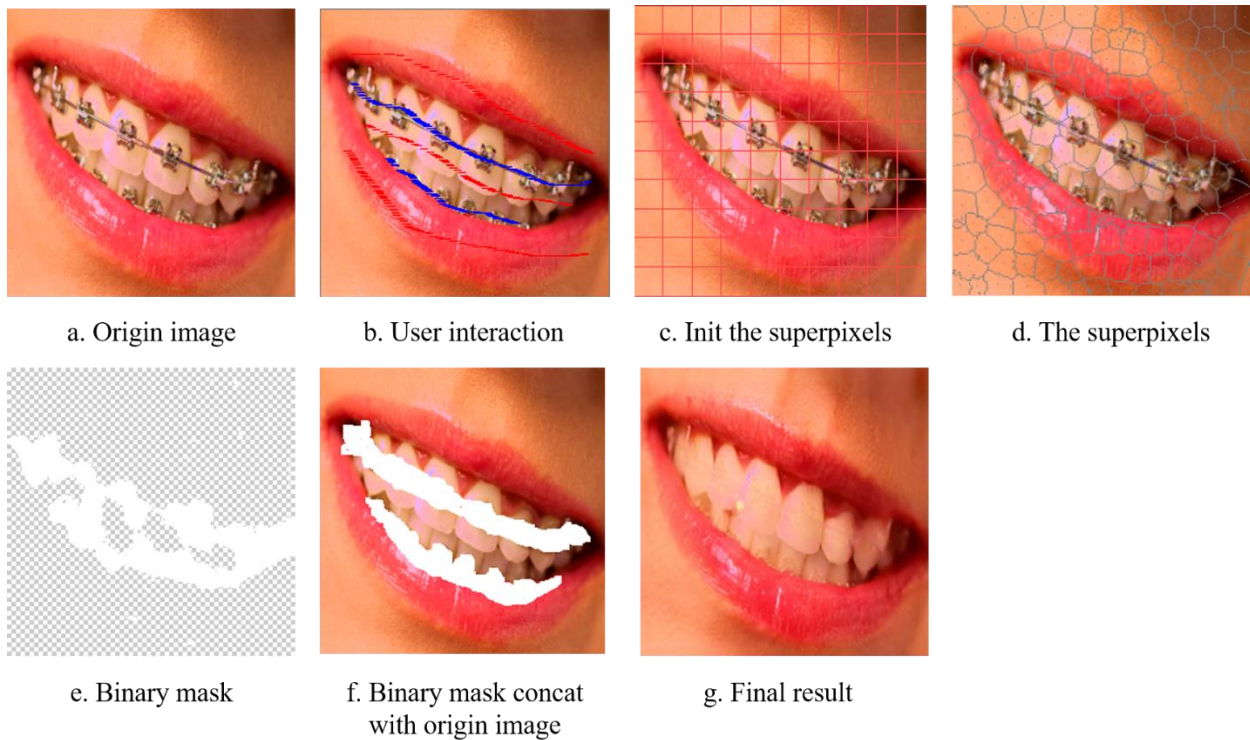 a. Origin image
b. User interaction
c. Init the superpixels
d. The superpixels
e. Binary mask
f. Binary mask concat
with origin image
g. Final result